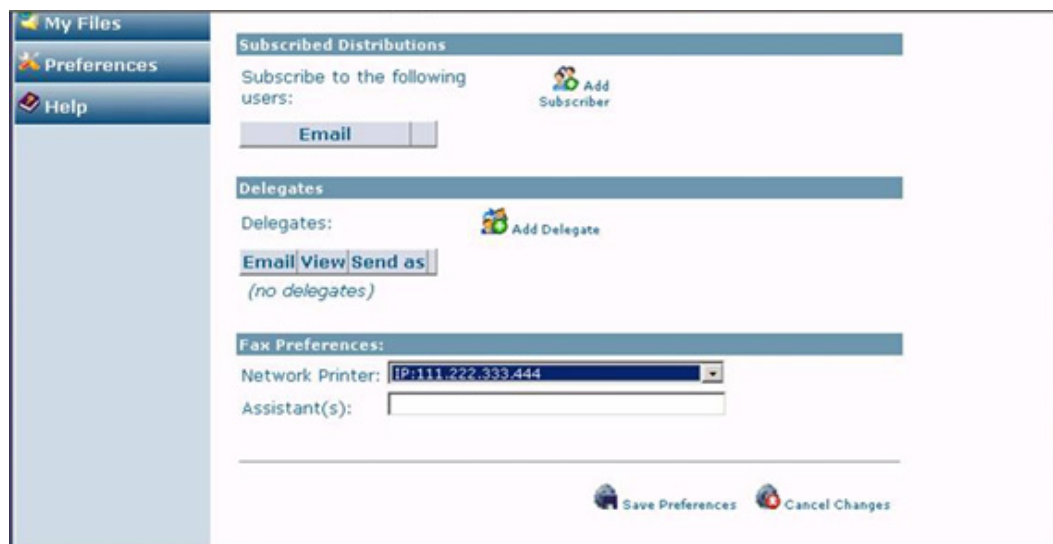 My Files
Preferences
Help
Subscribed Distributions
Subscribe to the following
users:
Add
Subscriber
Email
Delegates
Delegates:
Add Delegate
Email View Send as
(no delegates)
Fax Preferences:
Network Printer: IP:111.222.333.444
Assistant(s):
Save Preferences Cancel Changes